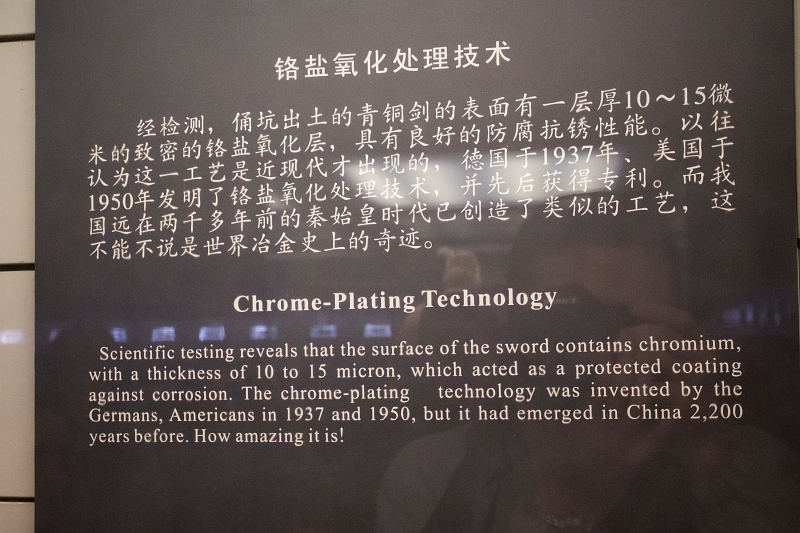 铬盐氧化处理技术
经检测，俑坑出土的青铜剑的表面有一层厚10～15微
米的致密的铬盐氧化层，具有良好的防腐抗锈性能。以往
认为这一工艺是近现代才出现的，德国于1937年、美国于
1950年发明了铬盐氧化处理技术，并先后获得专利。而我
国远在两千多年前的秦始皇时代已创造了类似的工艺，这
不能不说是世界冶金史上的奇迹。
Chrome-Plating Technology
Scientific testing reveals that the surface of the sword contains chromium,
with a thickness of 10 to 15 micron, which acted as a protected coating
against corrosion. The chrome-plating technology was invented by the
Germans, Americans in 1937 and 1950, but it had emerged in China 2,200
years before. How amazing it is!